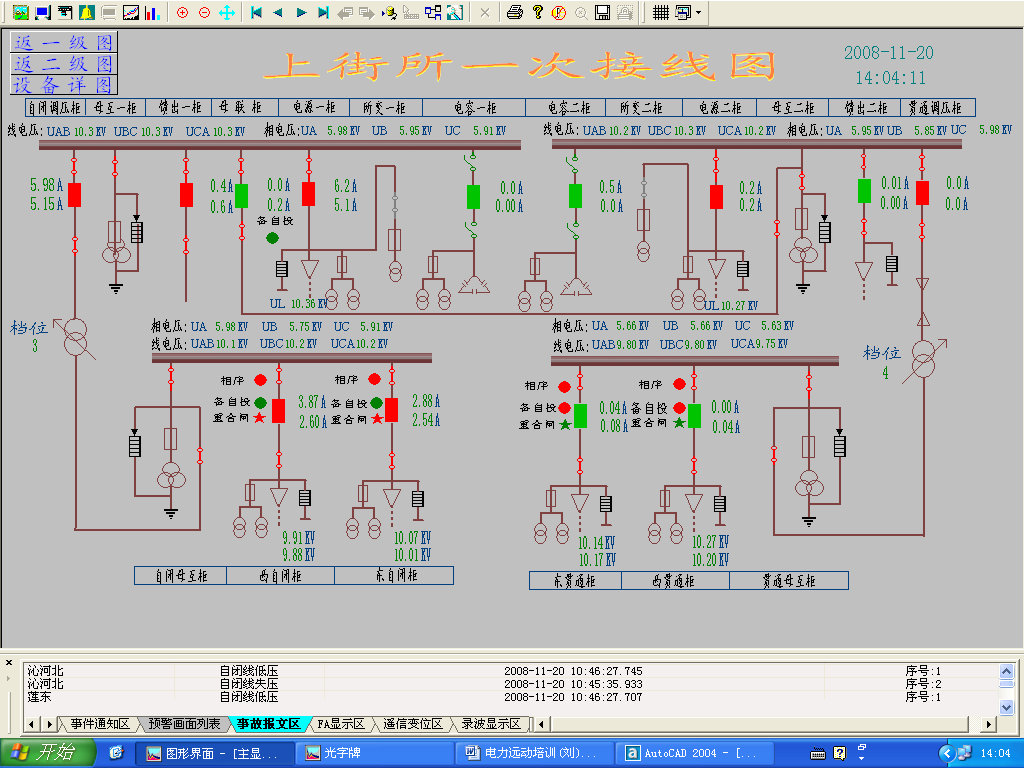 返一级图
返二级图
设备详图
上街所一次接线图
2008-11-20
14:04:11
自闭调压柜 母互一柜 馈出一柜 母联柜 电源一柜 所变一柜 电容一柜 电容二柜 所变二柜 电源二柜 母互二柜 馈出二柜 贯通调压柜
线电压: UAB 10.3 KV UBC 10.3 KV UCA 10.3 KV 相电压: UA 5.98 KV UB 5.95 KV UC 5.91 KV 线电压: UAB 10.2 KV UBC 10.3 KV UCA 10.2 KV 相电压: UA 5.95 KV UB 5.85 KV UC 5.98 KV
5.98 A 0.4 A 0.0 A 6.2 A 0.0 A 0.5 A 0.2 A 0.01 A 0.0 A
5.15 A 0.6 A 0.2 A 5.1 A 0.00 A 0.0 A 0.2 A 0.00 A 0.0 A
备自投
UL 10.36 KV UL 10.27 KV
档位
3
相电压: UA 5.98 KV UB 5.75 KV UC 5.91 KV
线电压: UAB 10.1 KV UBC 10.2 KV UCA 10.2 KV
相电压: UA 5.66 KV UB 5.66 KV UC 5.63 KV
线电压: UAB 9.80 KV UBC 9.80 KV UCA 9.75 KV
档位
4
相序 相序
备自投 3.87 A 备自投 2.88 A
重合闸 2.60 A 重合闸 2.54 A
相序 相序
备自投 0.04 A 备自投 0.00 A
重合闸 0.08 A 重合闸 0.04 A
9.91 KV 10.07 KV
9.88 KV 10.01 KV
10.14 KV 10.27 KV
10.17 KV 10.20 KV
自闭母互柜 西自闭柜 东自闭柜
东贯通柜 西贯通柜 贯通母互柜
沁河北 自闭线低压 2008-11-20 10:46:27.745 序号:1
沁河北 自闭线失压 2008-11-20 10:45:35.933 序号:2
莲东 自闭线低压 2008-11-20 10:46:27.707 序号:1
事件通知区 预警画面列表 事故报文区 FA显示区 通信变位区 录波显示区
开始 图形界面 - [主显... 光字牌 电力远动培训(刘)... AutoCAD 2004 - [... 14:04